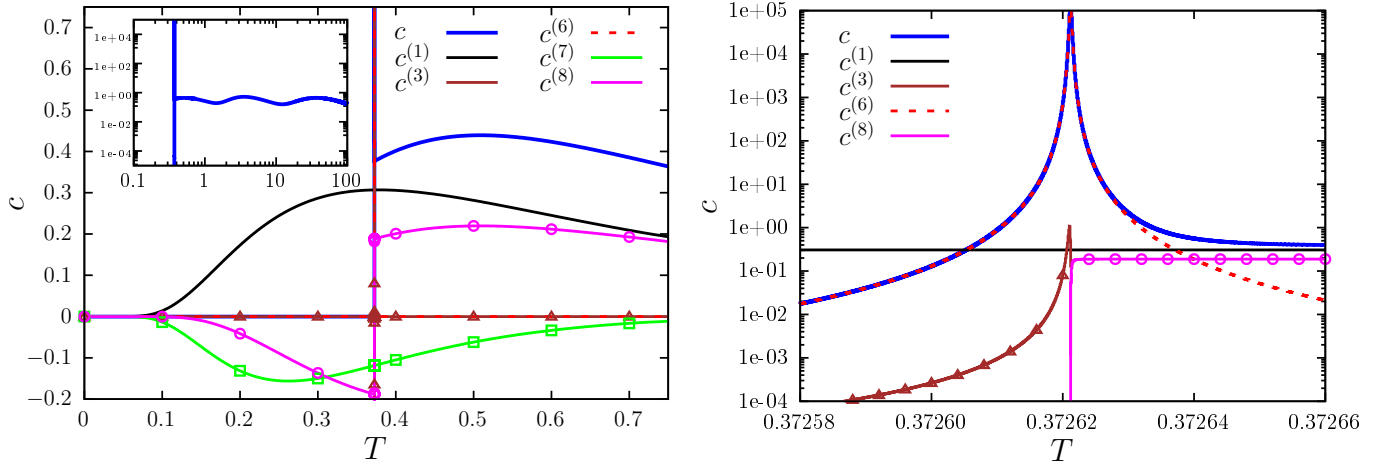 0.7
0.6
0.5
0.4
0.3
0.2
0.1
0
−0.1
−0.2
c
0 0.1 0.2 0.3 0.4 0.5 0.6 0.7
T
c
c(1)
c(3)
c(6)
c(7)
c(8)
1e+04
1e+02
1e+00
1e-02
1e-04
0.1 1 10 100
1e+05
1e+04
1e+03
1e+02
1e+01
1e+00
1e-01
1e-02
1e-03
1e-04
c
0.37258 0.37260 0.37262 0.37264 0.37266
T
c
c(1)
c(3)
c(6)
c(8)